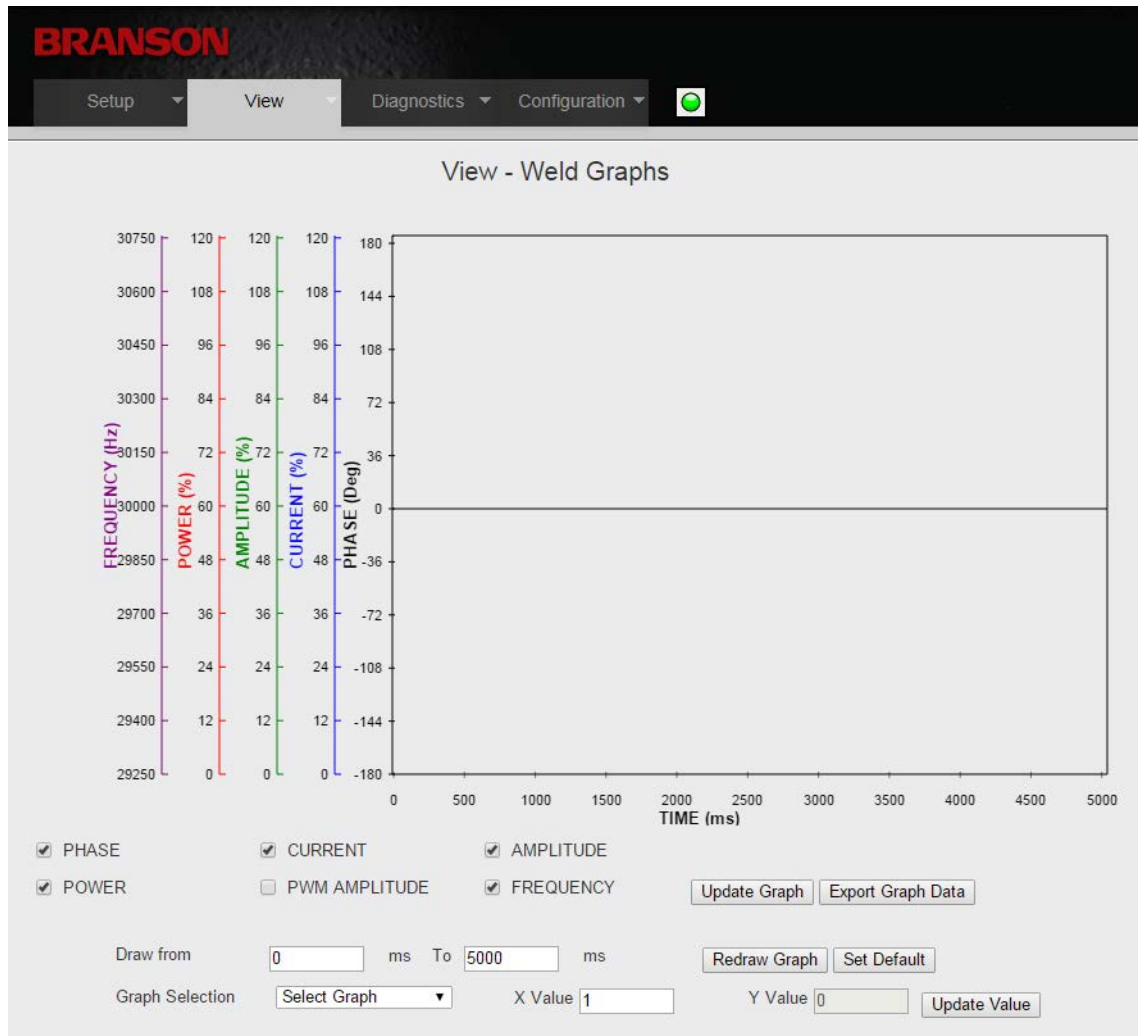 BRANSON
Setup View Diagnostics Configuration
View - Weld Graphs
30750 120 120 120 180
30600 108 108 108 144
30450 96 96 96 108
30300 84 84 84 72
30150 72 72 72 36
30000 60 60 60 0
29850 48 48 48 -36
29700 36 36 36 -72
29550 24 24 24 -108
29400 12 12 12 -144
29250 0 0 0 -180
FREQUENCY (Hz)
POWER (%)
AMPLITUDE (%)
CURRENT (%)
PHASE (Deg)
0 500 1000 1500 2000 2500 3000 3500 4000 4500 5000
TIME (ms)
PHASE CURRENT AMPLITUDE
POWER PWM AMPLITUDE FREQUENCY Update Graph Export Graph Data
Draw from 0 ms To 5000 ms Redraw Graph Set Default
Graph Selection Select Graph X Value 1 Y Value 0 Update Value